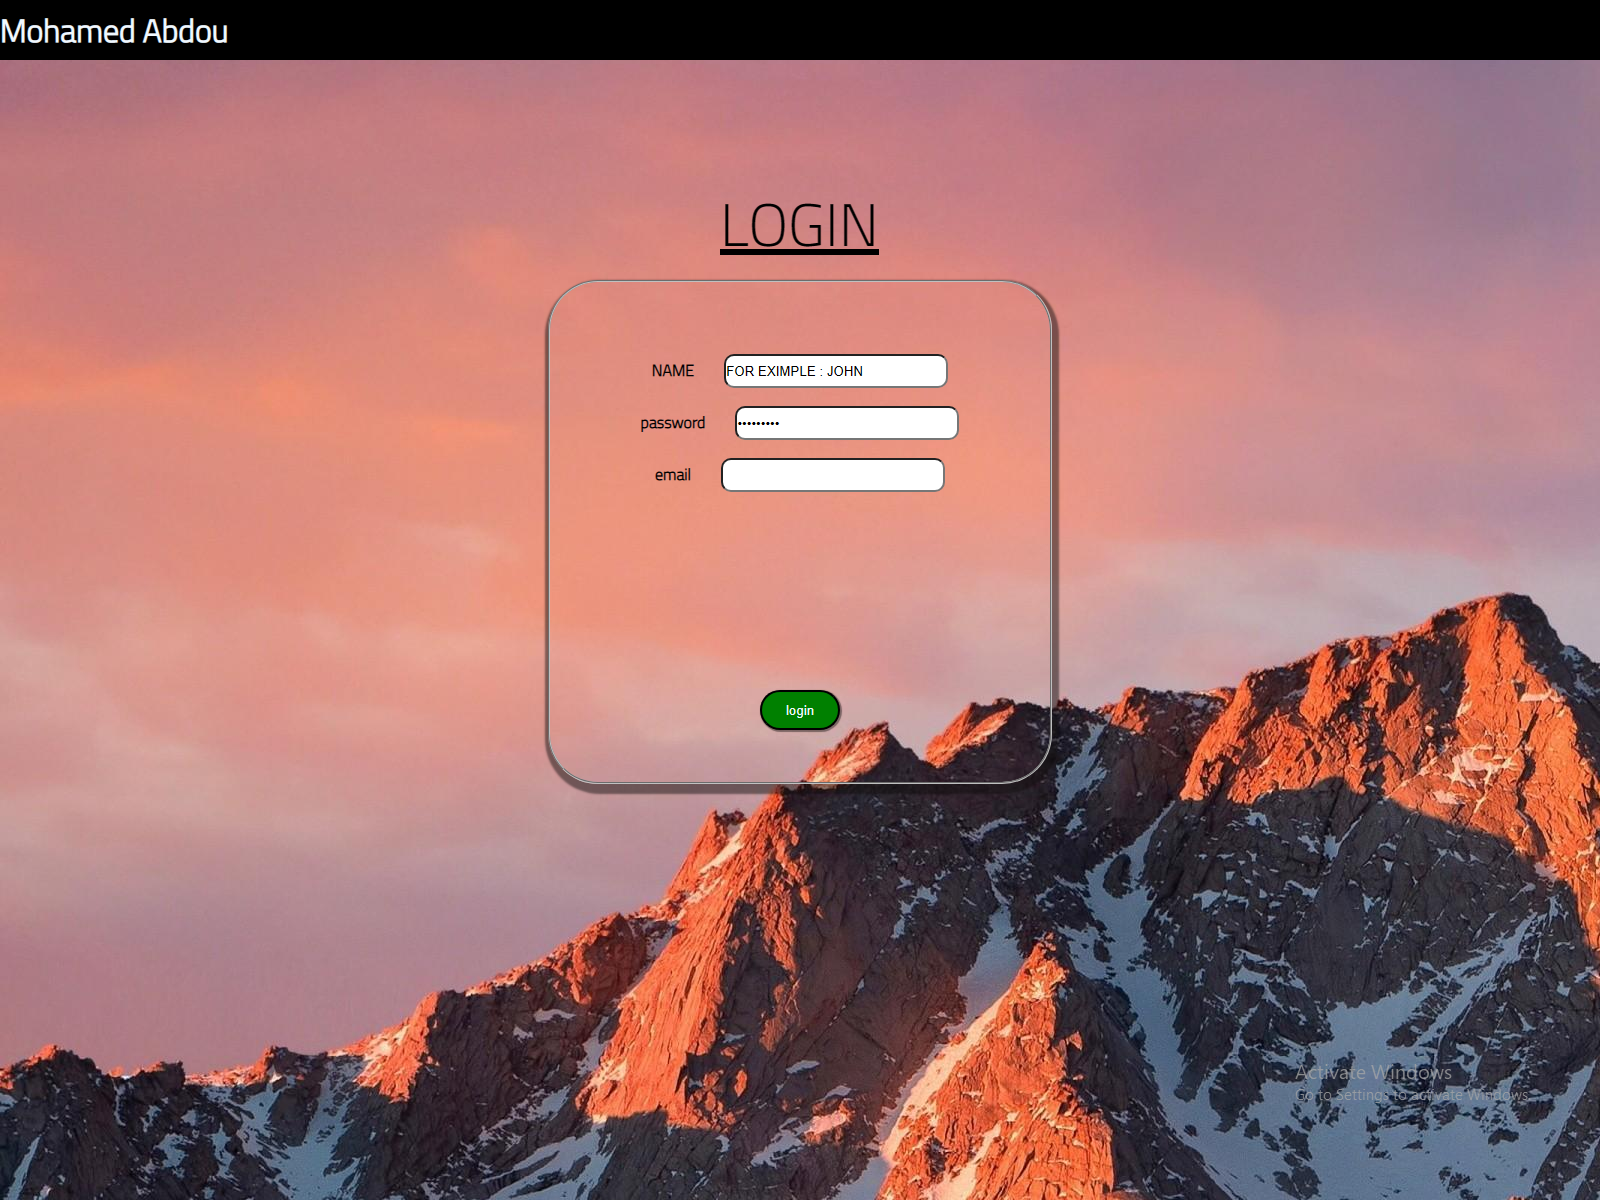 Mohamed Abdou
LOGIN
NAME FOR EXIMPLE : JOHN
password •••••••••
email
login
Activate Windows
Go to Settings to activate Windows.